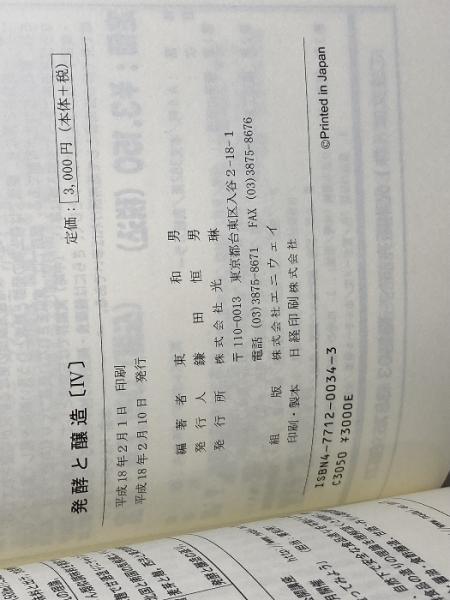 発酵と醸造〔Ⅳ〕
定価：3,000円（本体＋税）
平成18年2月1日 印刷
平成18年2月10日 発行
編著者 東 和男
発行人 鎌田恒男
発行所 株式会社 光琳
〒110-0013 東京都台東区入谷2-18-1
電話 (03)3875-8671 FAX (03)3875-8676
組版 株式会社エニウェイ
印刷・製本 日経印刷株式会社
©Printed in Japan
ISBN4-7712-0034-3
C3050 ¥3000E